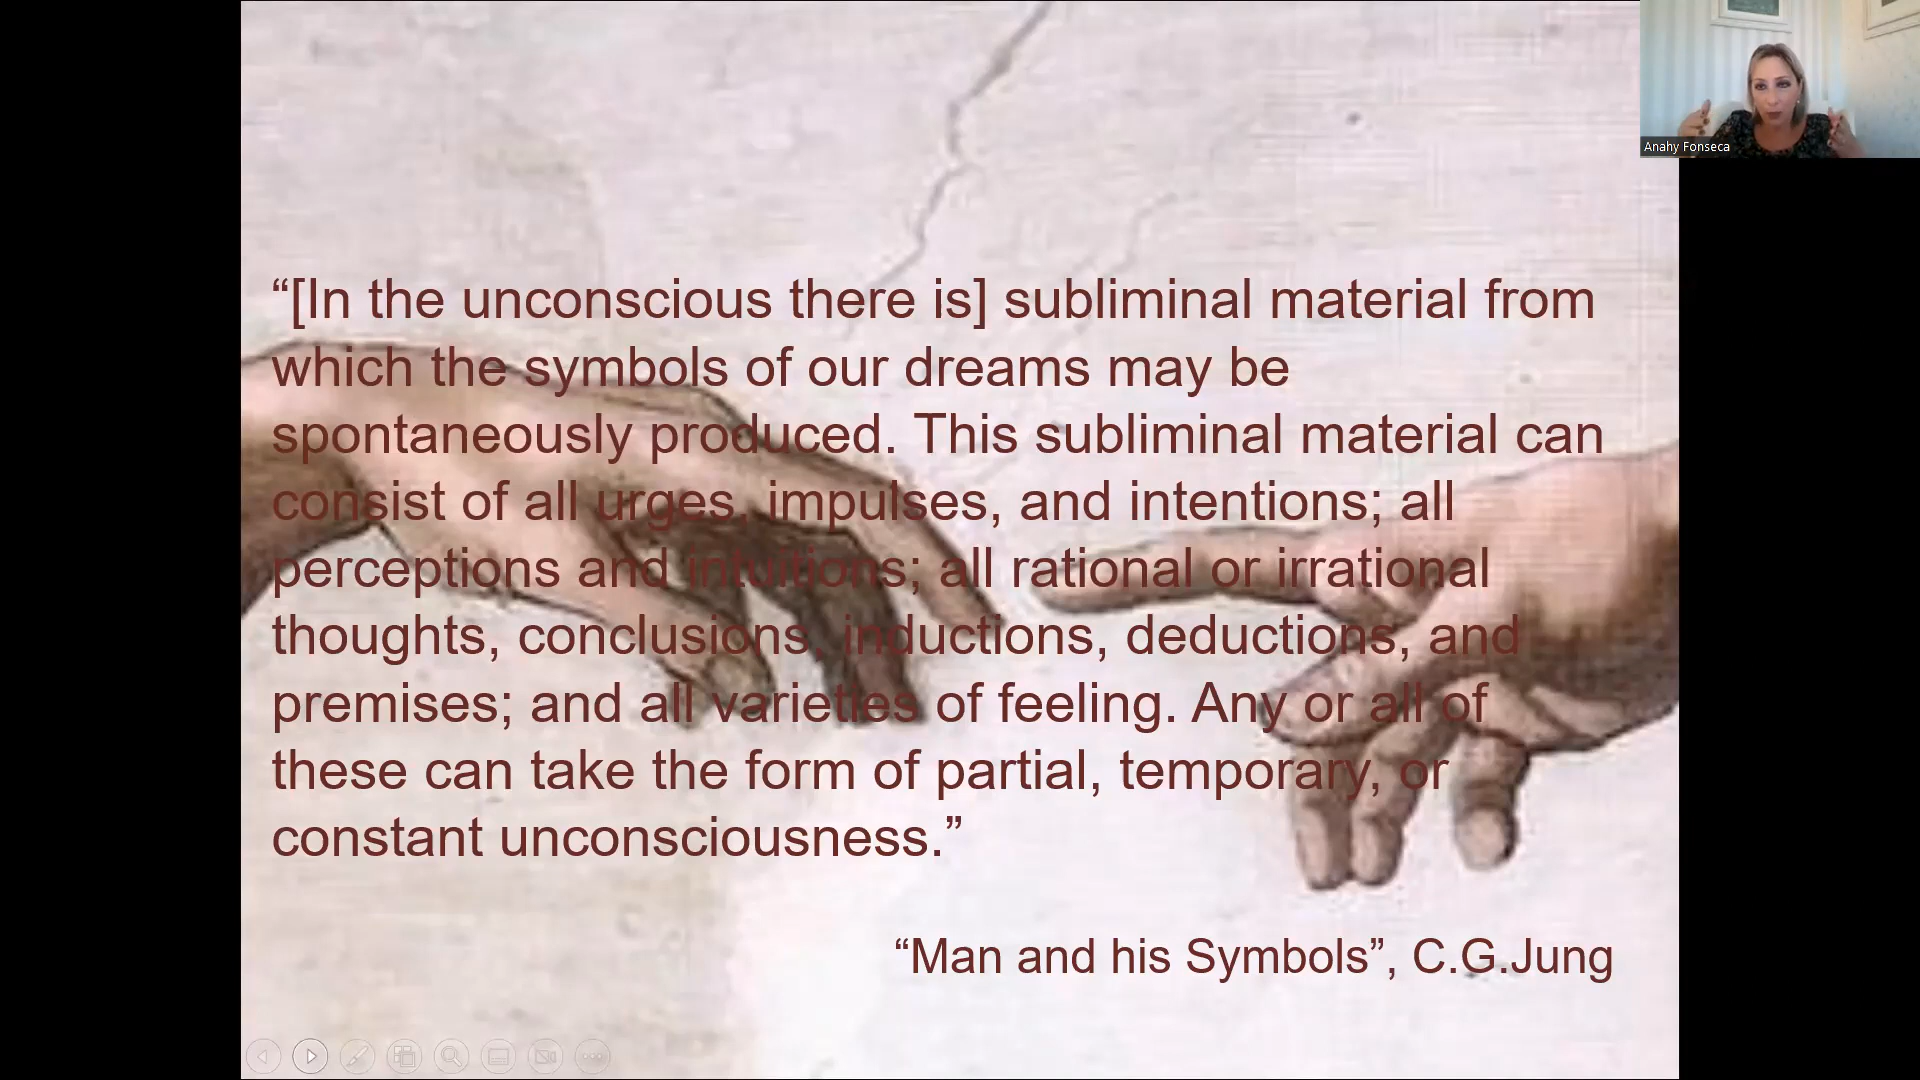 “[In the unconscious there is] subliminal material from
which the symbols of our dreams may be
spontaneously produced. This subliminal material can
consist of all urges, impulses, and intentions; all
perceptions and intuitions; all rational or irrational
thoughts, conclusions, inductions, deductions, and
premises; and all varieties of feeling. Any or all of
these can take the form of partial, temporary, or
constant unconsciousness.”
“Man and his Symbols”, C.G.Jung
Anahy Fonseca